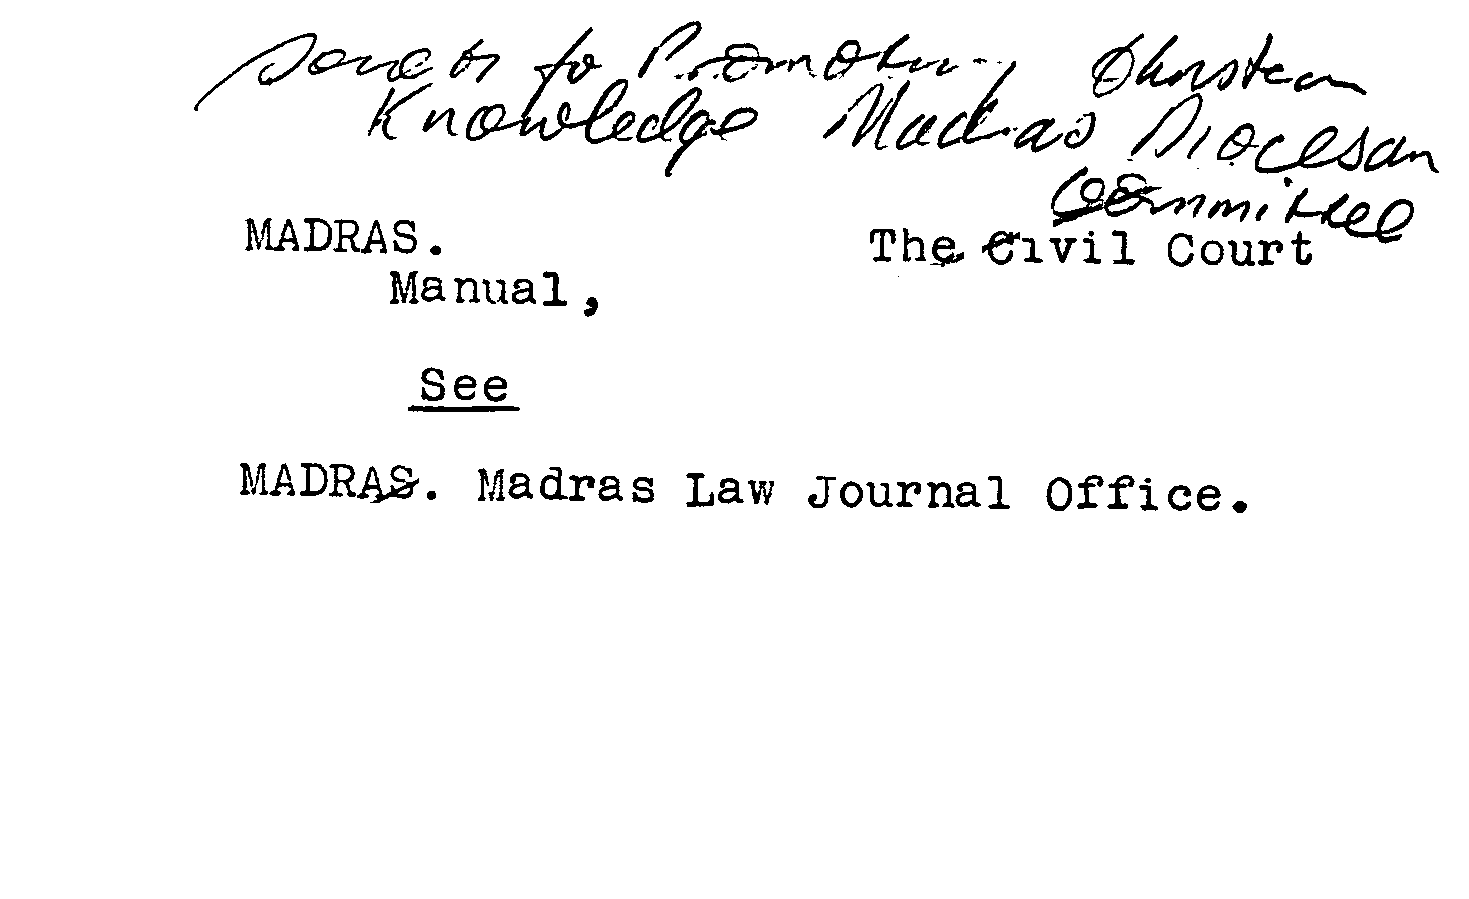 Society for Promoting Christian
Knowledge Madras Diocesan
Committee
MADRAS. The Civil Court
Manual,
See
MADRAS. Madras Law Journal Office.